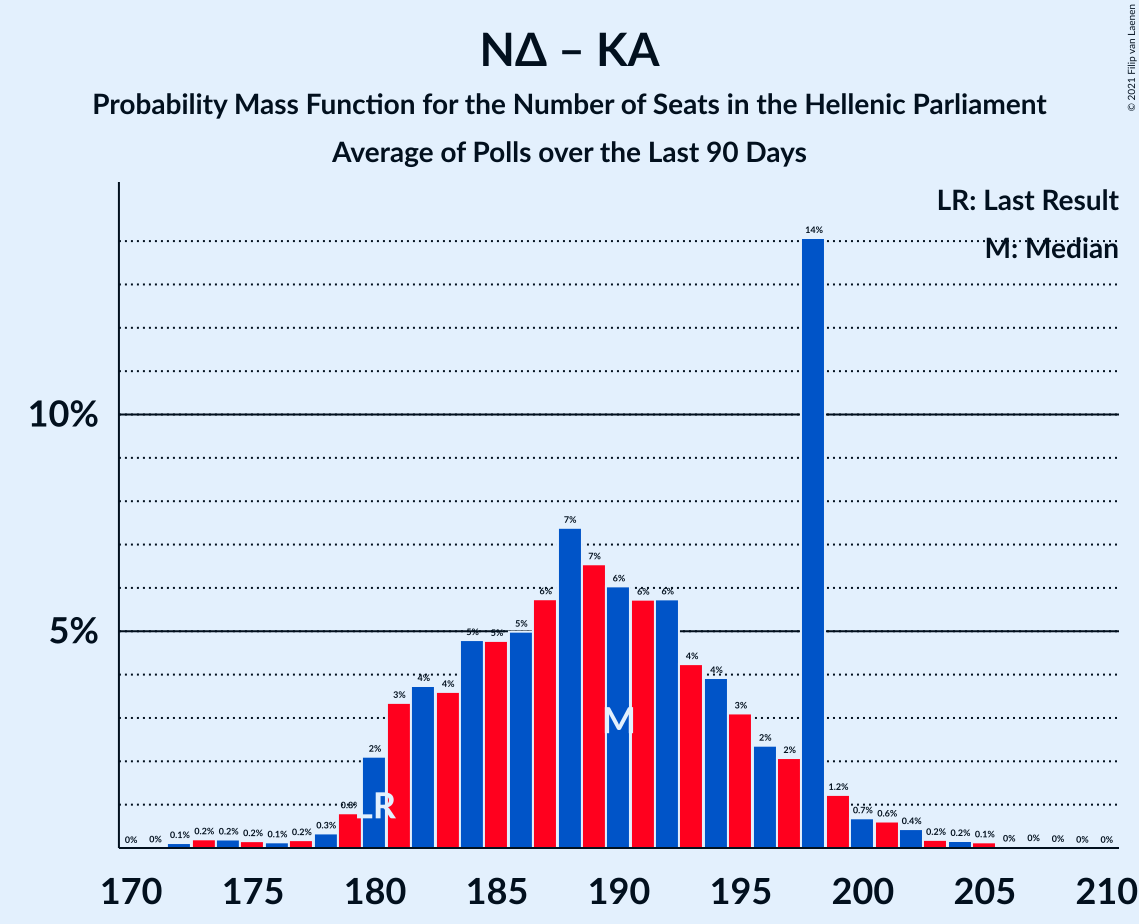 © 2021 Filip van Laenen
ΝΔ – ΚΑ
Probability Mass Function for the Number of Seats in the Hellenic Parliament
Average of Polls over the Last 90 Days
LR: Last Result
M: Median
10%
5%
0% 0% 0.1% 0.2% 0.2% 0.2% 0.1% 0.2% 0.3% 0.8% 2% 3% 4% 4% 5% 5% 5% 6% 7% 7% 6% 6% 6% 4% 4% 3% 2% 2% 14% 1.2% 0.7% 0.6% 0.4% 0.2% 0.2% 0.1% 0% 0% 0% 0% 0%
M
LR
170 175 180 185 190 195 200 205 210